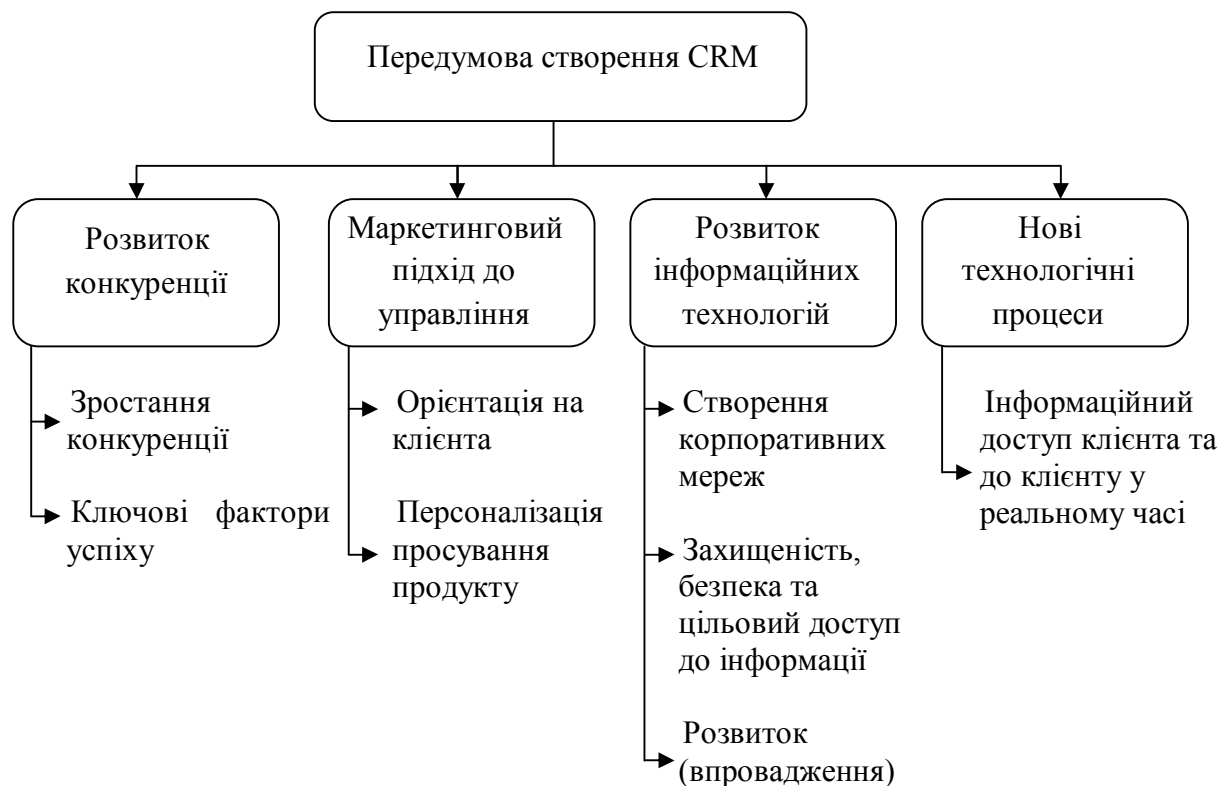 Передумова створення CRM
Розвиток
конкуренції
Маркетинговий
підхід до
управління
Розвиток
інформаційних
технологій
Нові
технологічні
процеси
Зростання
конкуренції
Ключові фактори
успіху
Орієнтація на
клієнта
Персоналізація
просування
продукту
Створення
корпоративних
мереж
Захищеність,
безпека та
цільовий доступ
до інформації
Розвиток
(впровадження)
Інформаційний
доступ клієнта та
до клієнту у
реальному часі